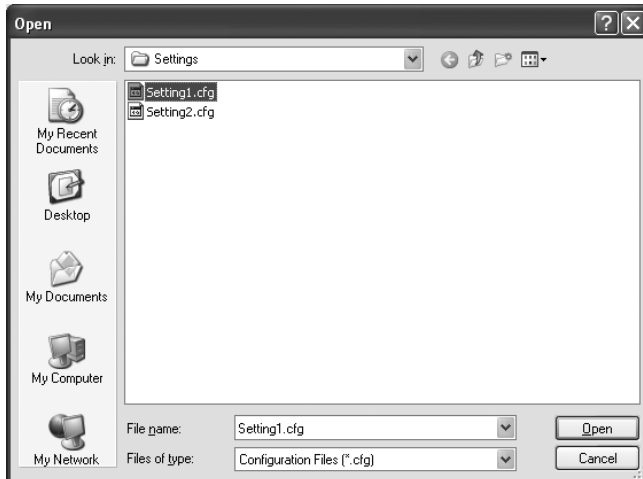 Open
Look in: Settings
Setting1.cfg
Setting2.cfg
My Recent
Documents
Desktop
My Documents
My Computer
My Network
File name: Setting1.cfg Open
Files of type: Configuration Files (*.cfg) Cancel